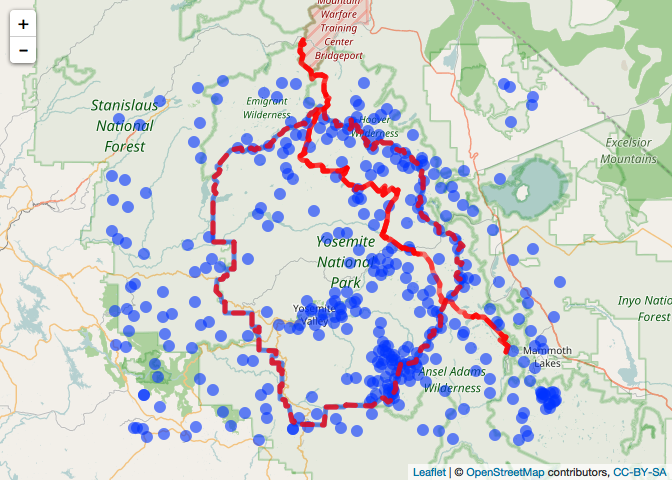 +
−
Mountain
Warfare
Training
Center
Bridgeport
Stanislaus
National
Forest
Emigrant
Wilderness
Hoover
Wilderness
Excelsior
Mountains
Yosemite
National
Park
Yosemite
Valley
Inyo Natio
Forest
Mammoth
Lakes
Ansel Adams
Wilderness
Leaflet | © OpenStreetMap contributors, CC-BY-SA